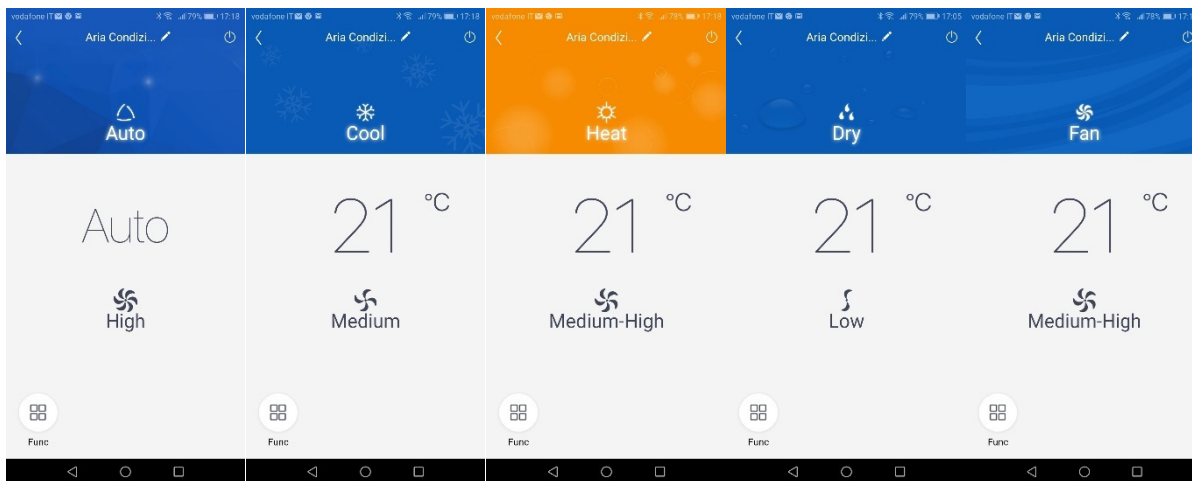 vodafone IT 79% 17:18
Aria Condizi...
Auto
Auto
High
Func
vodafone IT 79% 17:18
Aria Condizi...
Cool
21 °C
Medium
Func
vodafone IT 79% 17:18
Aria Condizi...
Heat
21 °C
Medium-High
Func
vodafone IT 79% 17:05
Aria Condizi...
Dry
21 °C
Low
Func
vodafone IT 78%
Aria Condizi...
Fan
21 °C
Medium-High
Func